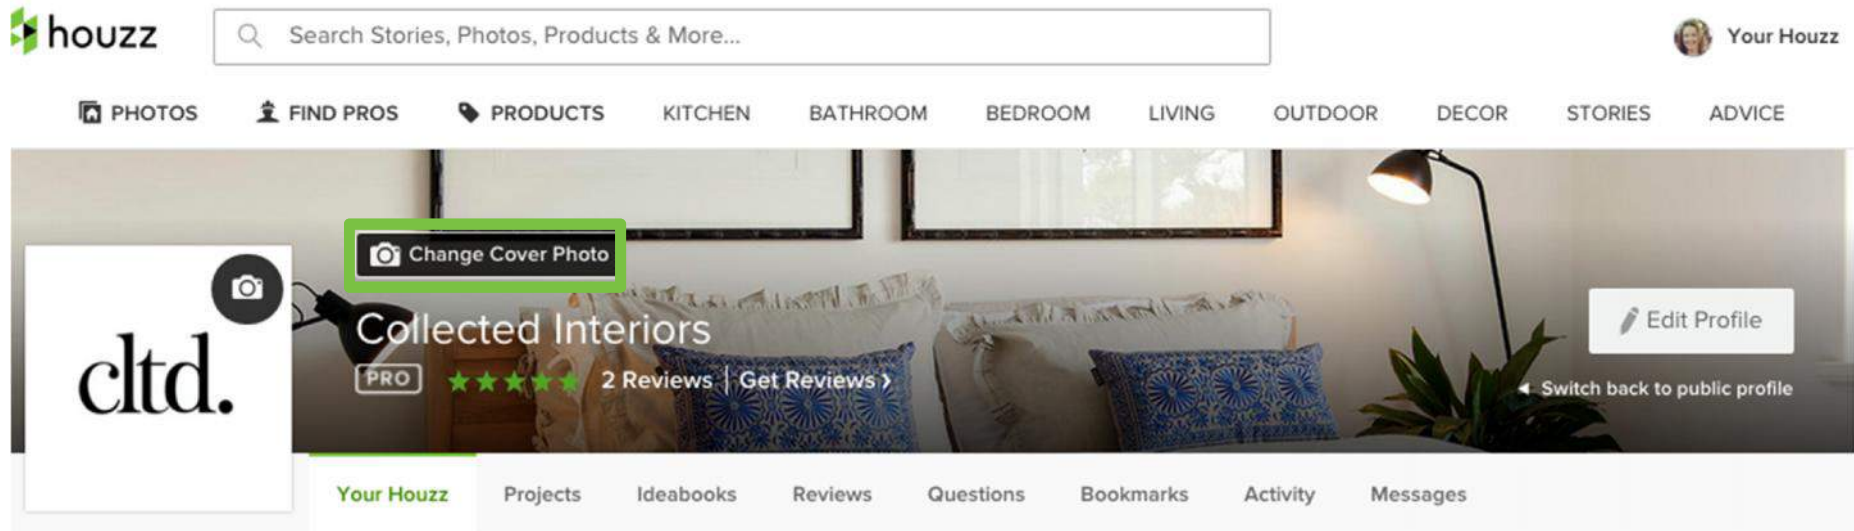 houzz
Search Stories, Photos, Products & More...
Your Houzz
PHOTOS FIND PROS PRODUCTS KITCHEN BATHROOM BEDROOM LIVING OUTDOOR DECOR STORIES ADVICE
Change Cover Photo
cltd.
Collected Interiors
PRO 2 Reviews | Get Reviews ›
Edit Profile
Switch back to public profile
Your Houzz Projects Ideabooks Reviews Questions Bookmarks Activity Messages